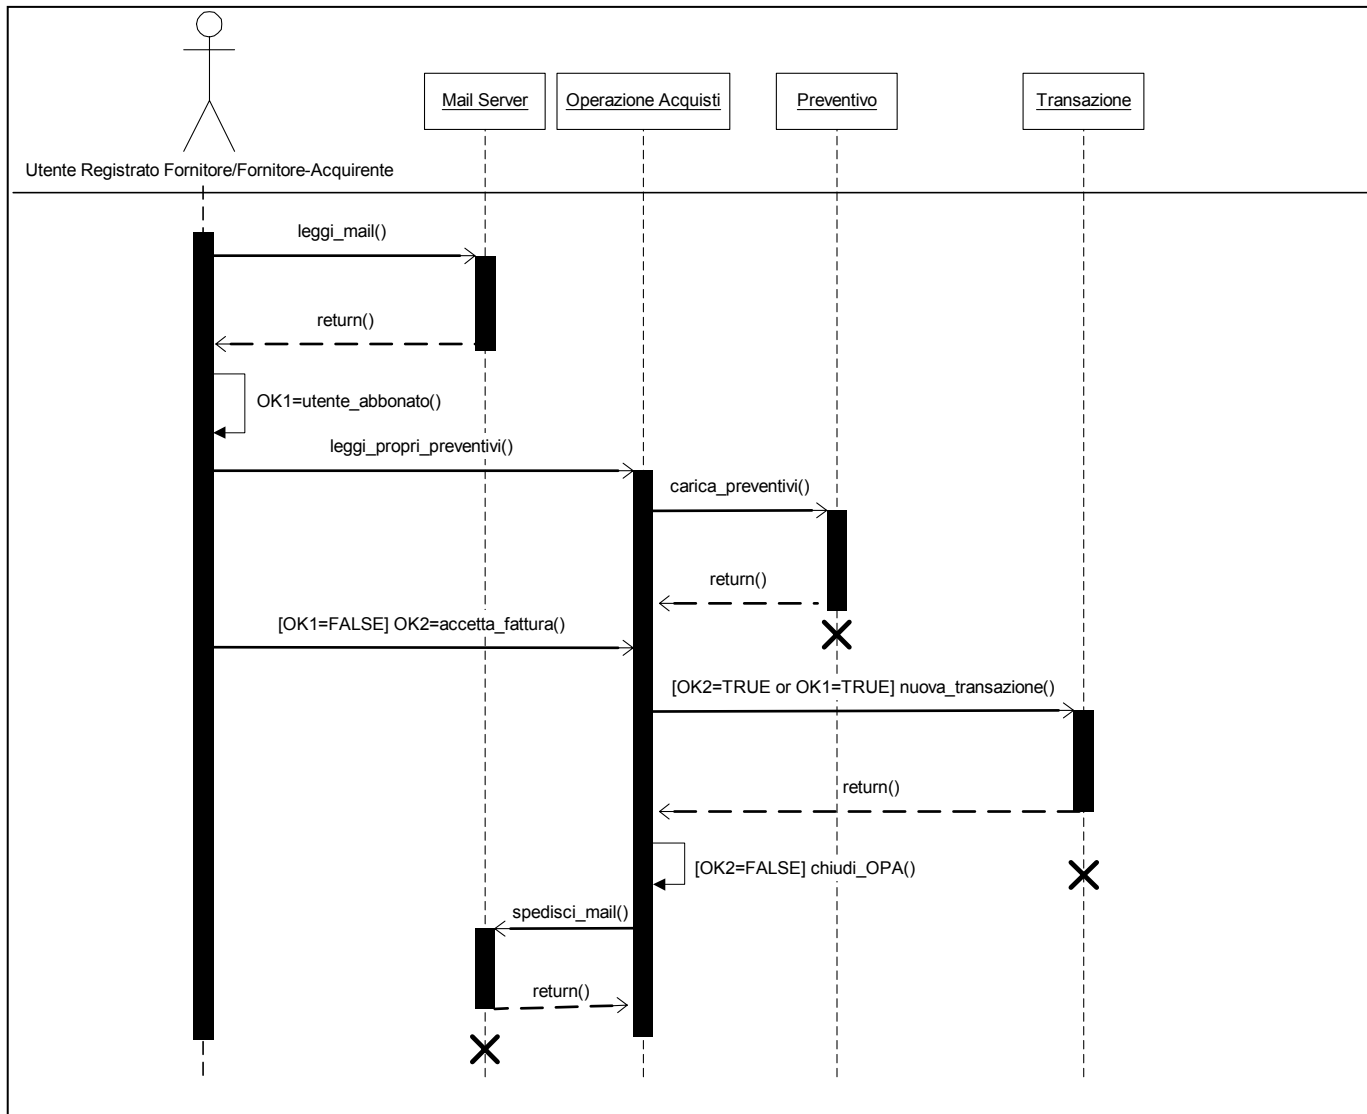 Mail Server
Operazione Acquisti
Preventivo
Transazione
Utente Registrato Fornitore/Fornitore-Acquirente
leggi_mail()
return()
OK1=utente_abbonato()
leggi_propri_preventivi()
carica_preventivi()
return()
[OK1=FALSE] OK2=accetta_fattura()
[OK2=TRUE or OK1=TRUE] nuova_transazione()
return()
[OK2=FALSE] chiudi_OPA()
spedisci_mail()
return()